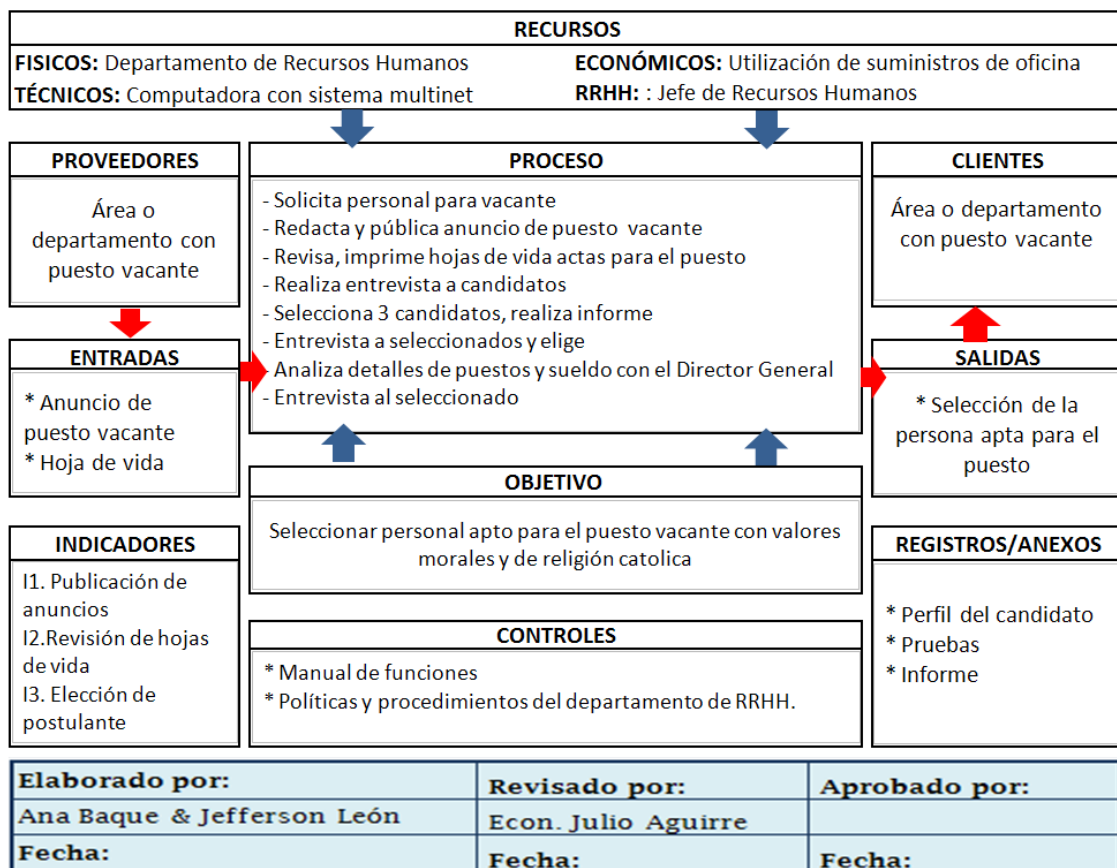 RECURSOS
FISICOS: Departamento de Recursos Humanos
ECONÓMICOS: Utilización de suministros de oficina
TÉCNICOS: Computadora con sistema multinet
RRHH: : Jefe de Recursos Humanos
PROVEEDORES
Área o
departamento con
puesto vacante
ENTRADAS
* Anuncio de
puesto vacante
* Hoja de vida
INDICADORES
I1. Publicación de
anuncios
I2.Revisión de hojas
de vida
I3. Elección de
postulante
PROCESO
- Solicita personal para vacante
- Redacta y pública anuncio de puesto vacante
- Revisa, imprime hojas de vida actas para el puesto
- Realiza entrevista a candidatos
- Selecciona 3 candidatos, realiza informe
- Entrevista a seleccionados y elige
- Analiza detalles de puestos y sueldo con el Director General
- Entrevista al seleccionado
OBJETIVO
Seleccionar personal apto para el puesto vacante con valores
morales y de religión catolica
CONTROLES
* Manual de funciones
* Políticas y procedimientos del departamento de RRHH.
CLIENTES
Área o departamento
con puesto vacante
SALIDAS
* Selección de la
persona apta para el
puesto
REGISTROS/ANEXOS
* Perfil del candidato
* Pruebas
* Informe
Elaborado por:
Ana Baque & Jefferson León
Fecha:
Revisado por:
Econ. Julio Aguirre
Fecha:
Aprobado por:
Fecha: